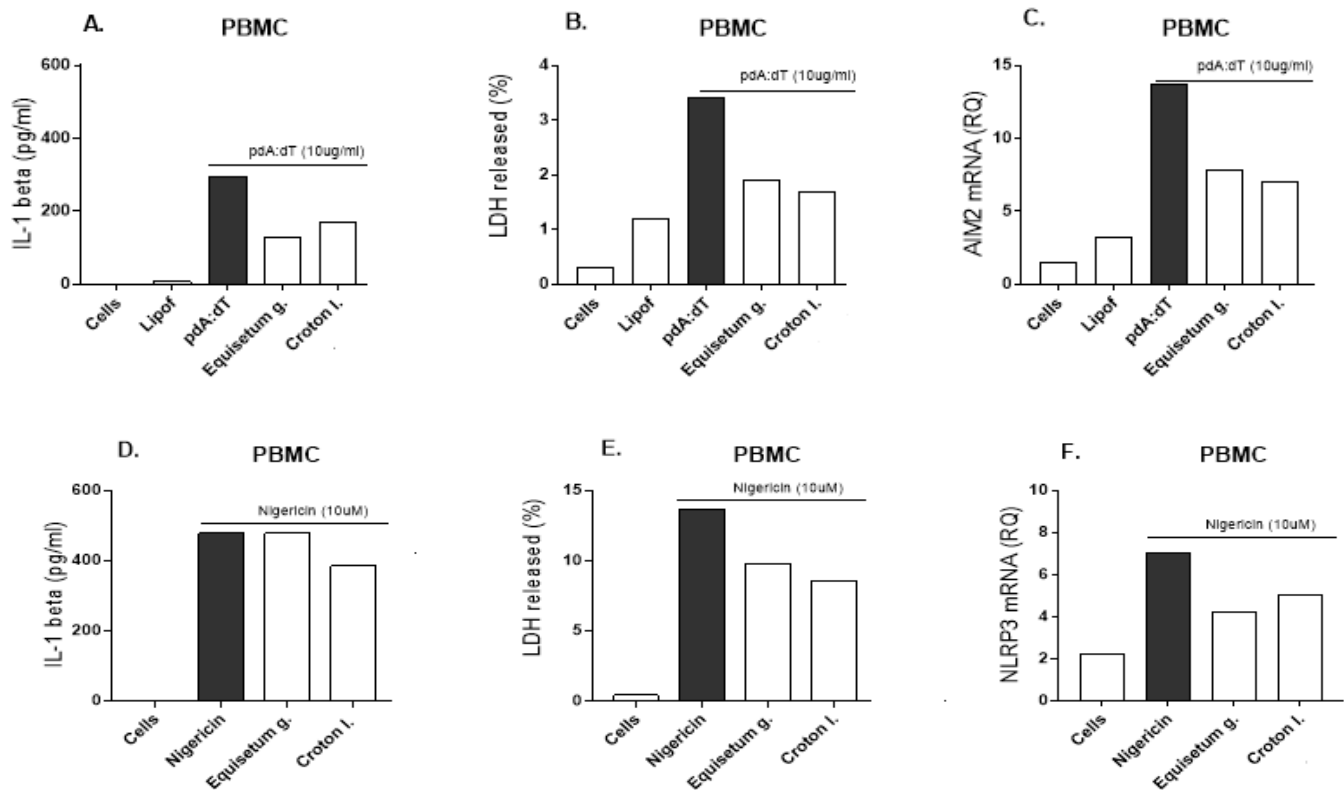 A.
PBMC
IL-1 beta (pg/ml)
600
400
200
0
pdA:dT (10ug/ml)
Cells
Lipof
pdA:dT
Equisetum g.
Croton l.
B.
PBMC
LDH released (%)
4
3
2
1
0
pdA:dT (10ug/ml)
Cells
Lipof
pdA:dT
Equisetum g.
Croton l.
C.
PBMC
AIM2 mRNA (RQ)
15
10
5
0
pdA:dT (10ug/ml)
Cells
Lipof
pdA:dT
Equisetum g.
Croton l.
D.
PBMC
IL-1 beta (pg/ml)
600
400
200
0
Nigericin (10uM)
Cells
Nigericin
Equisetum g.
Croton l.
E.
PBMC
LDH released (%)
15
10
5
0
Nigericin (10uM)
Cells
Nigericin
Equisetum g.
Croton l.
F.
PBMC
NLRP3 mRNA (RQ)
10
8
6
4
2
0
Nigericin (10uM)
Cells
Nigericin
Equisetum g.
Croton l.